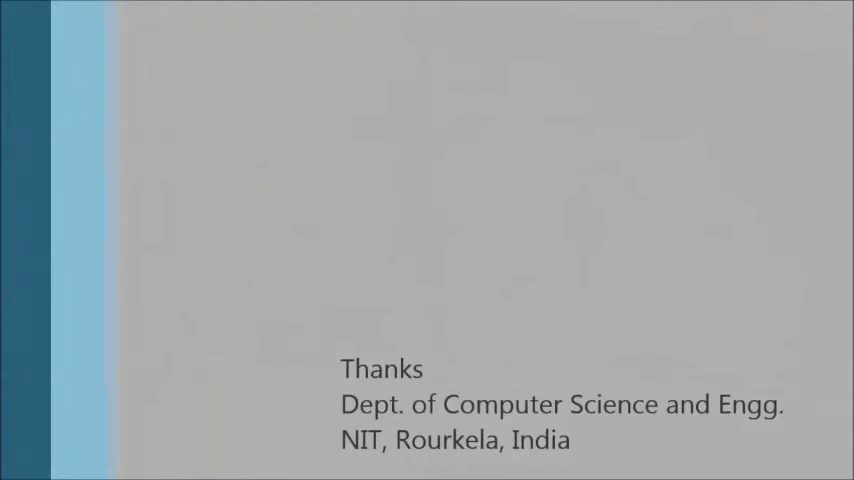 Thanks
Dept. of Computer Science and Engg.
NIT, Rourkela, India